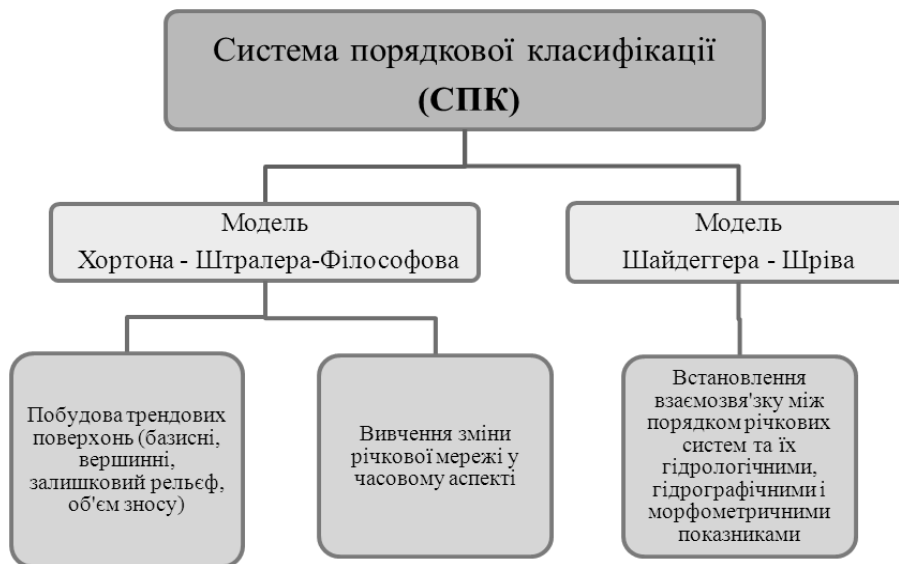 Система порядкової класифікації
(СПК)
Модель
Хортона - Штралера-Філософова
Модель
Шайдеггера - Шріва
Побудова трендових
поверхонь (базисні,
вершинні,
залишковий рельєф,
об'єм зносу)
Вивчення зміни
річкової мережі у
часовому аспекті
Встановлення
взаємозвя'зку між
порядком річкових
систем та їх
гідрологічними,
гідрографічними і
морфометричними
показниками